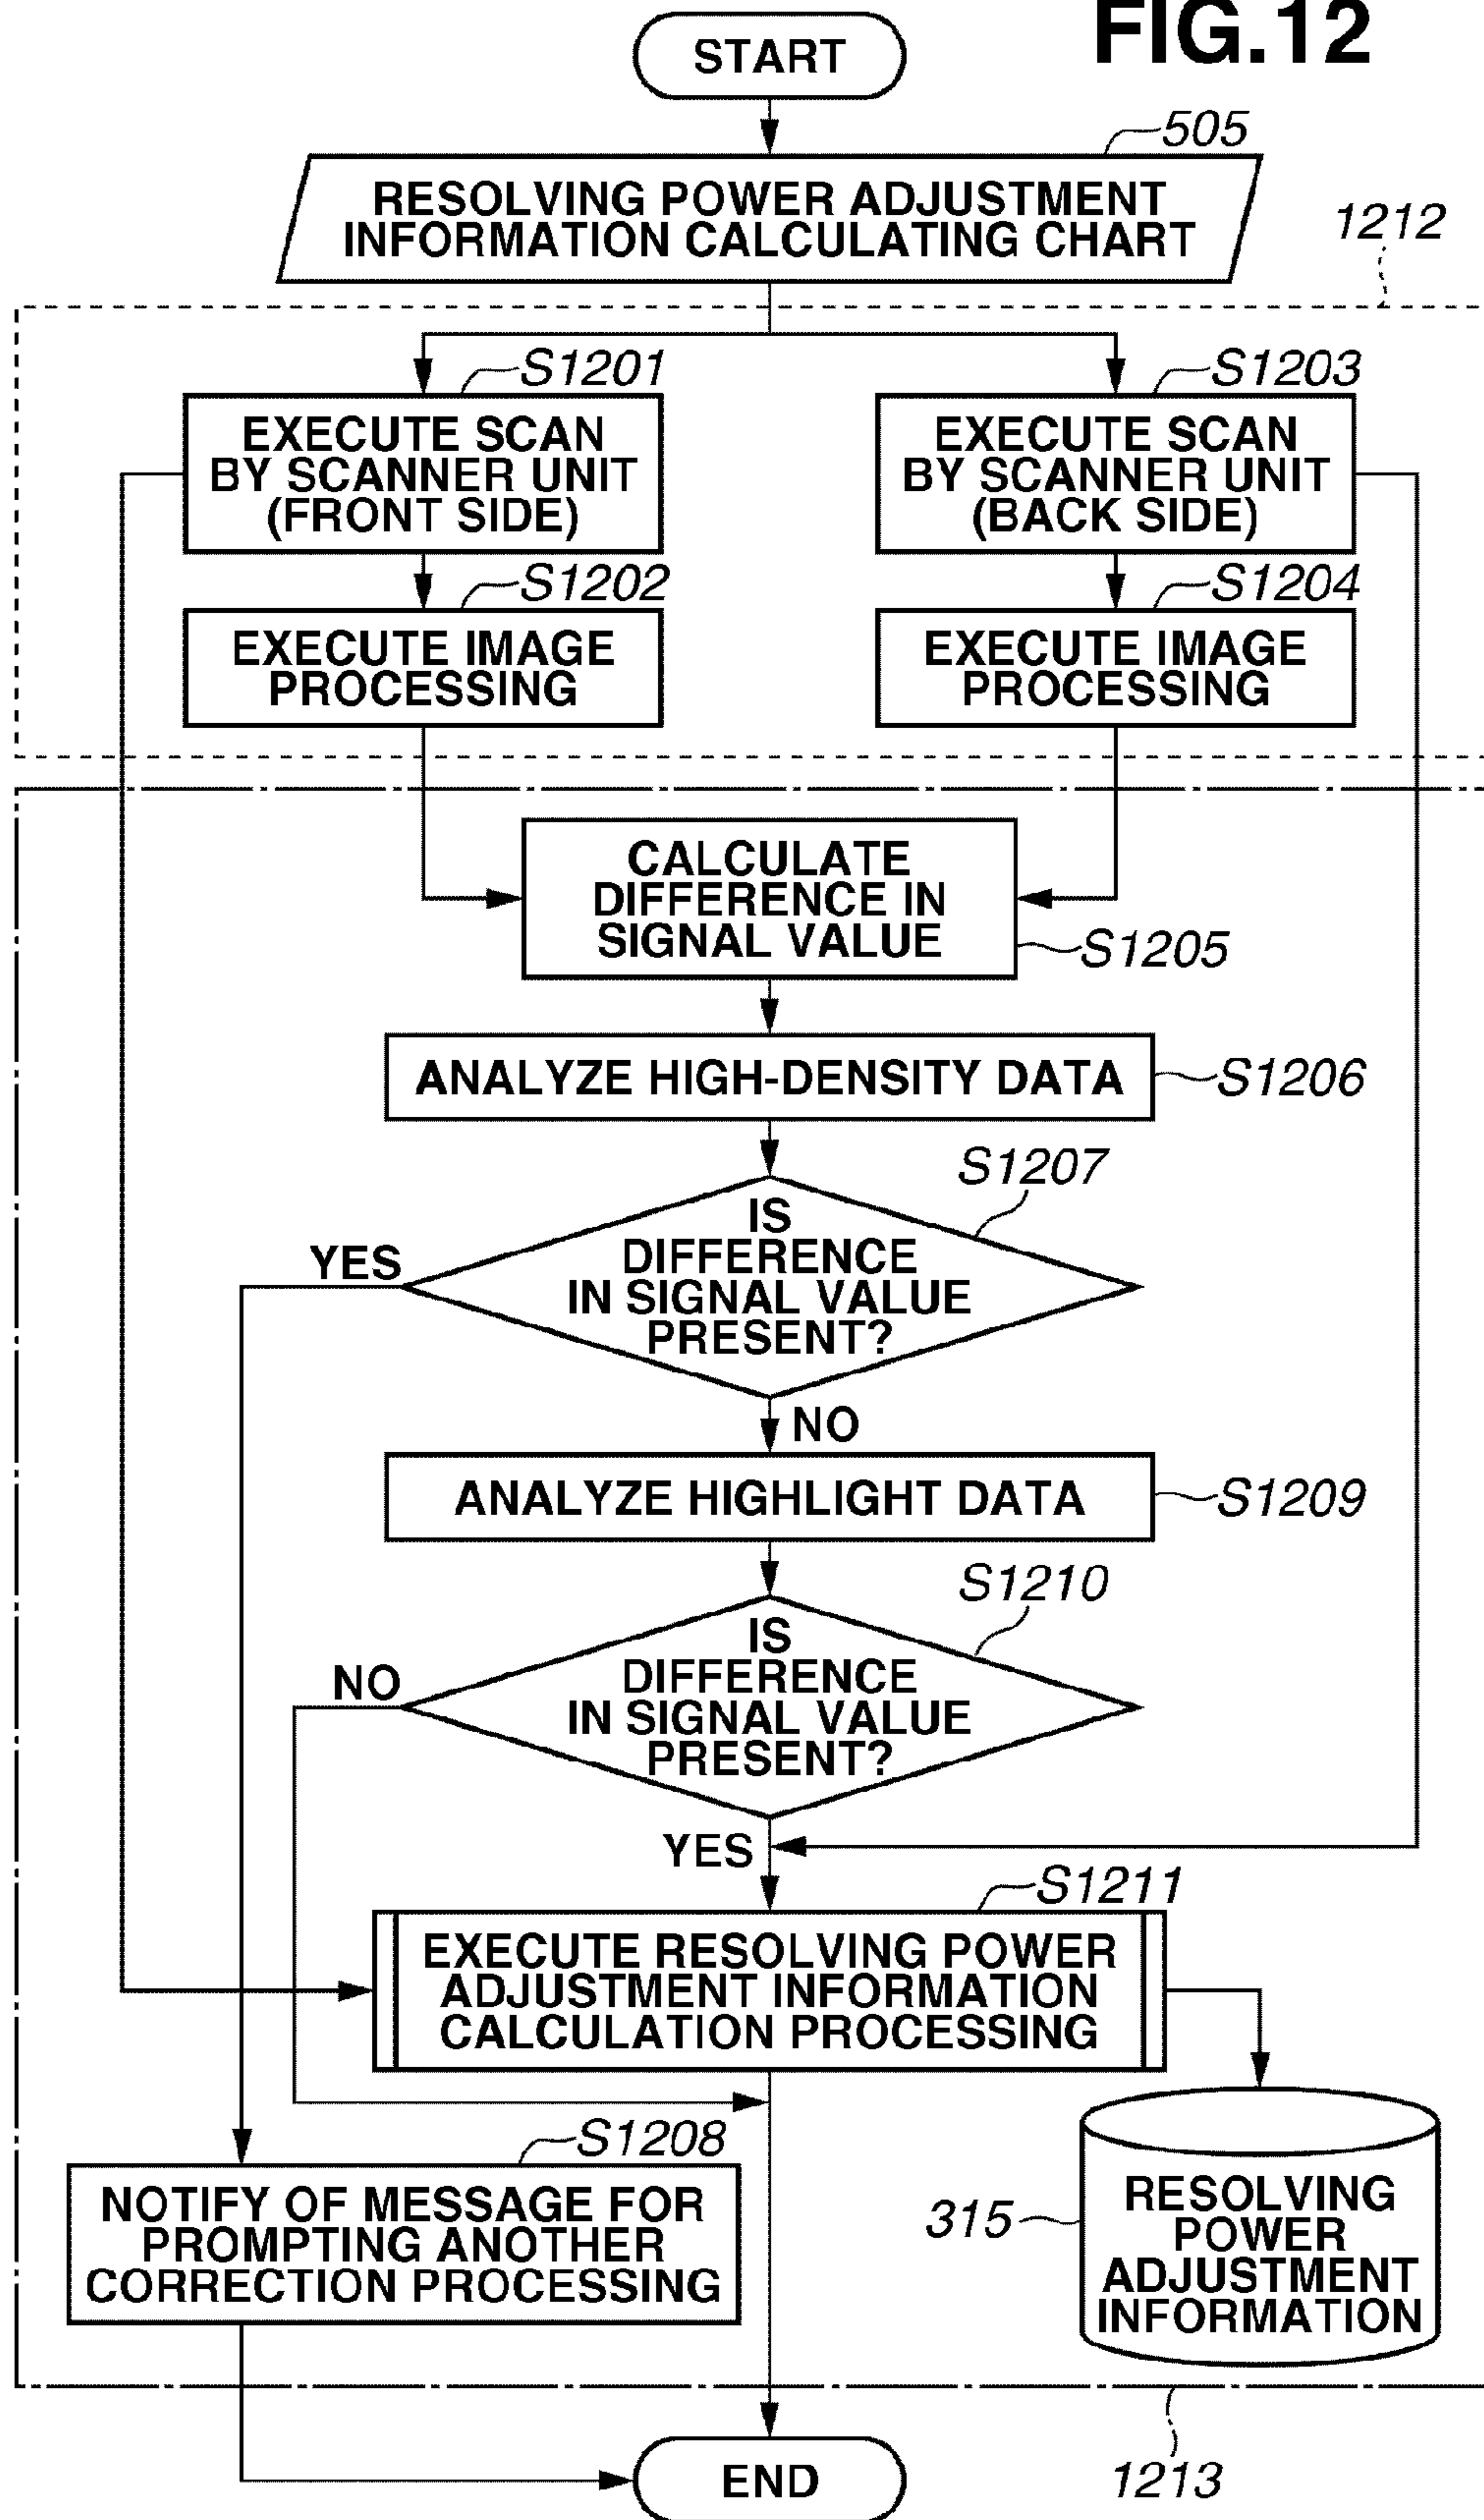 FIG.12
START
505
RESOLVING POWER ADJUSTMENT
INFORMATION CALCULATING CHART
1212
S1201
EXECUTE SCAN
BY SCANNER UNIT
(FRONT SIDE)
S1203
EXECUTE SCAN
BY SCANNER UNIT
(BACK SIDE)
S1202
EXECUTE IMAGE
PROCESSING
S1204
EXECUTE IMAGE
PROCESSING
CALCULATE
DIFFERENCE IN
SIGNAL VALUE
S1205
ANALYZE HIGH-DENSITY DATA
S1206
S1207
IS
DIFFERENCE
IN SIGNAL VALUE
PRESENT?
YES
NO
ANALYZE HIGHLIGHT DATA
S1209
S1210
IS
DIFFERENCE
IN SIGNAL VALUE
PRESENT?
NO
YES
S1211
EXECUTE RESOLVING POWER
ADJUSTMENT INFORMATION
CALCULATION PROCESSING
S1208
NOTIFY OF MESSAGE FOR
PROMPTING ANOTHER
CORRECTION PROCESSING
315
RESOLVING
POWER
ADJUSTMENT
INFORMATION
1213
END